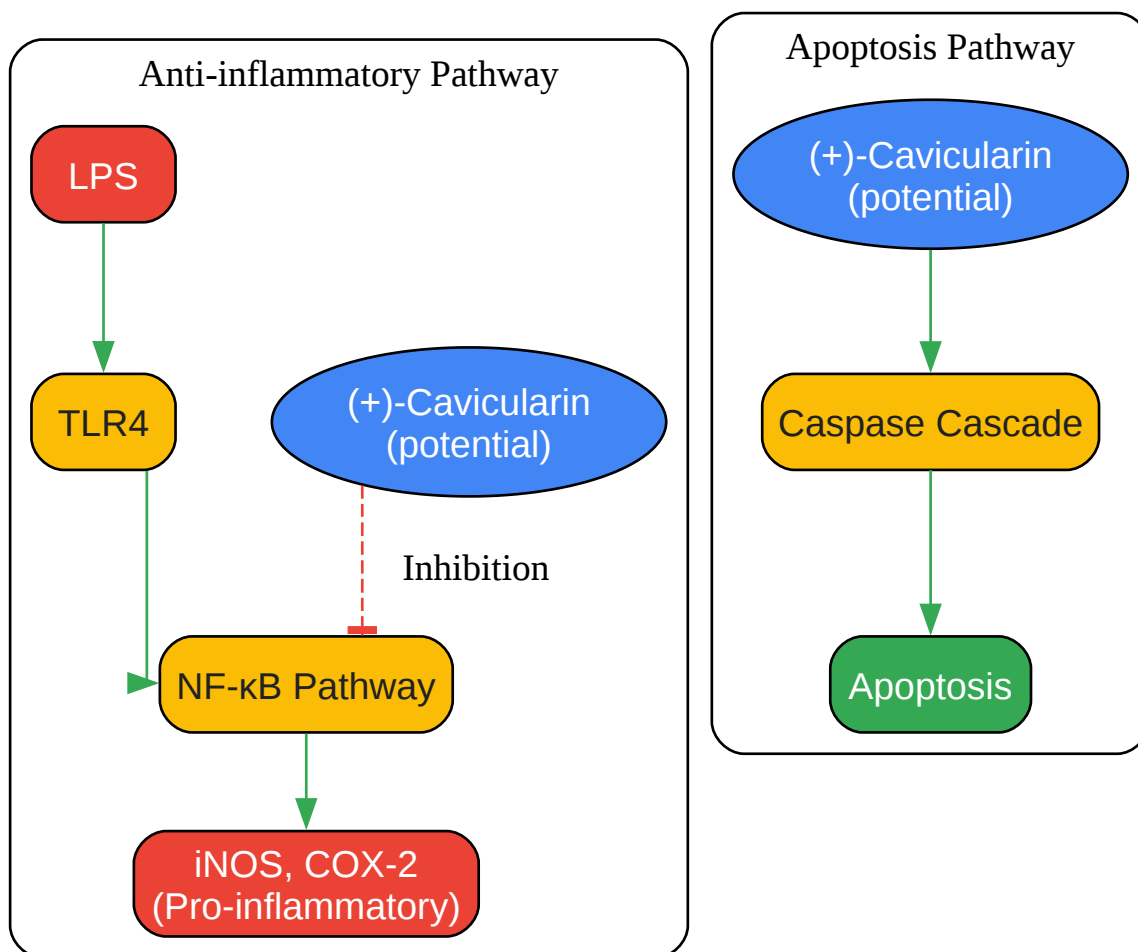 Anti-inflammatory Pathway
LPS
TLR4
(+)-Cavicularin
(potential)
Inhibition
NF-κB Pathway
iNOS, COX-2
(Pro-inflammatory)
Apoptosis Pathway
(+)-Cavicularin
(potential)
Caspase Cascade
Apoptosis